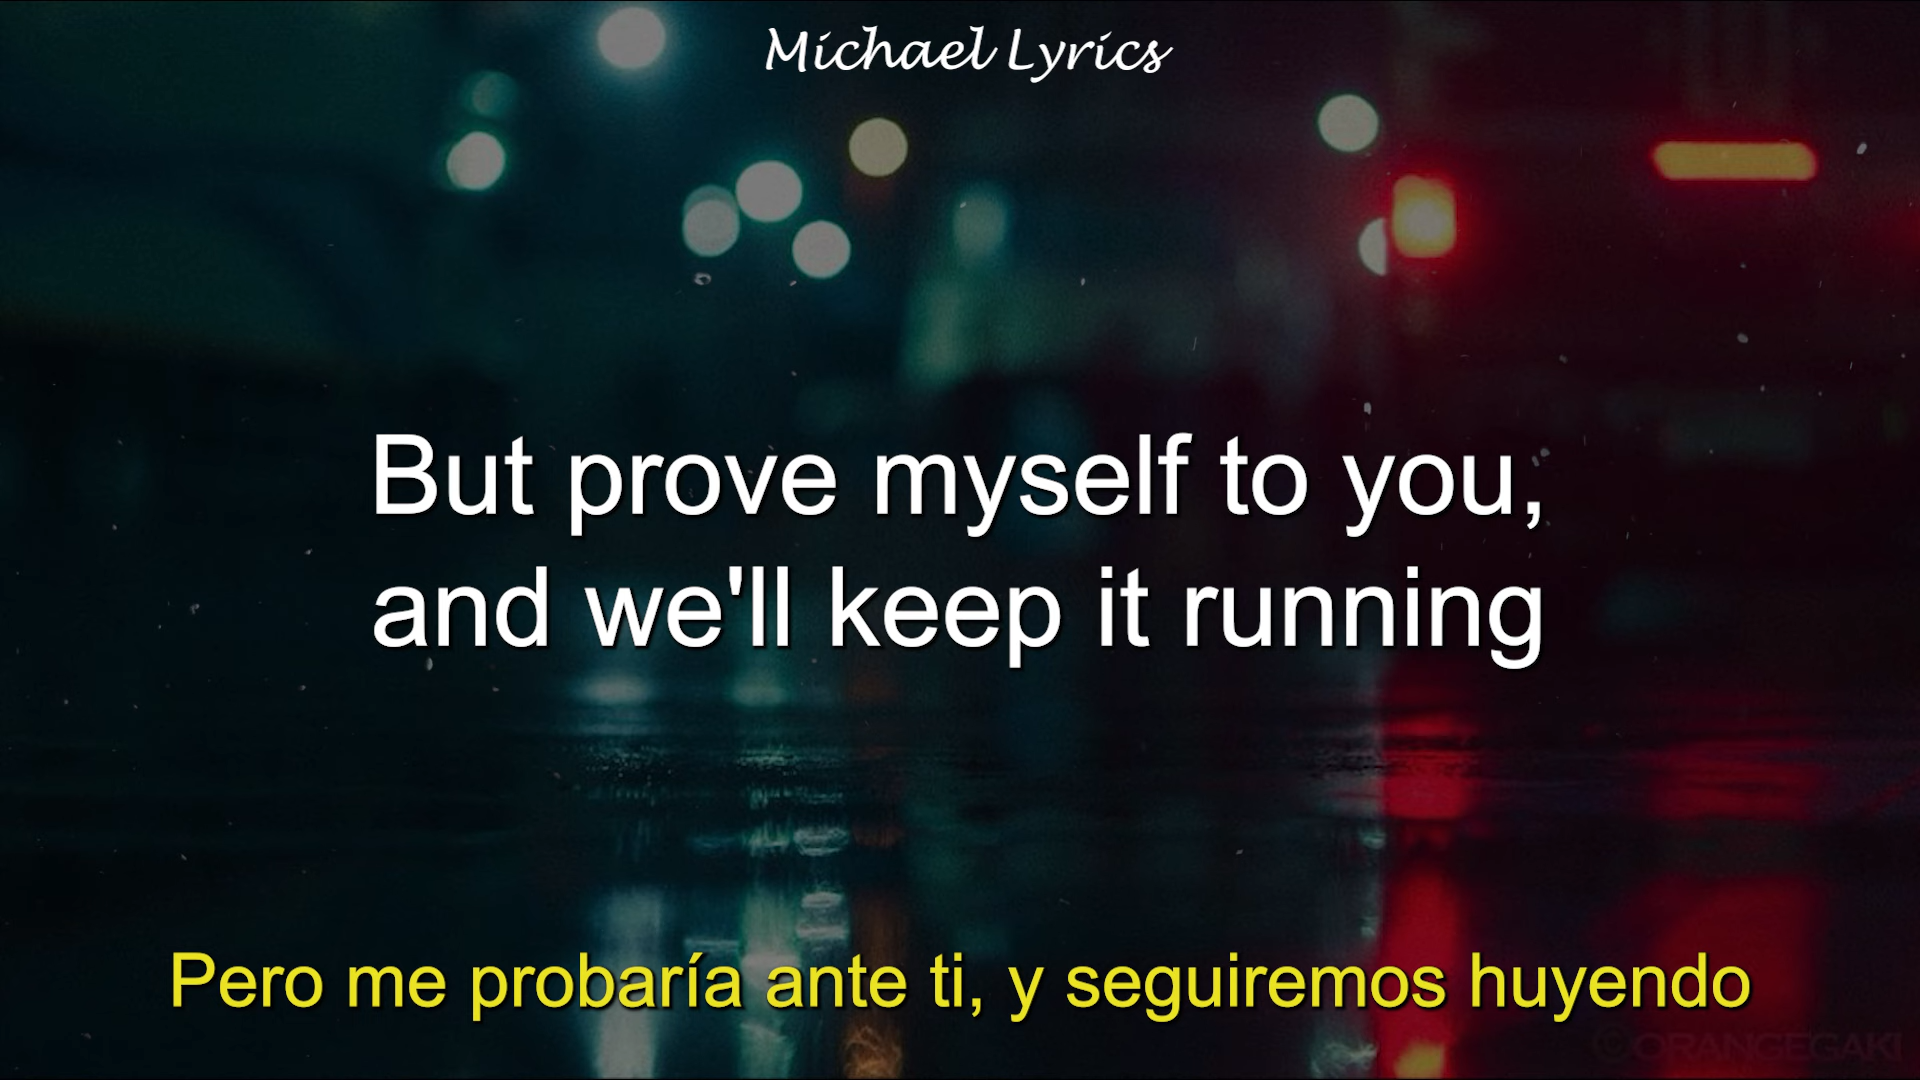 Michael Lyrics
But prove myself to you,
and we'll keep it running
Pero me probaría ante ti, y seguiremos huyendo
©ORANGEGAKI